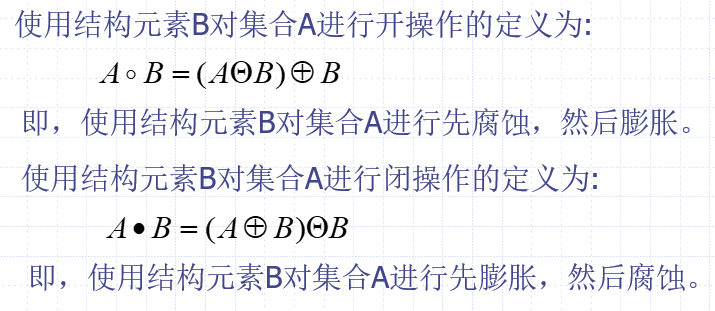 使用结构元素B对集合A进行开操作的定义为:
A ∘ B = (AΘB) ⊕ B
即，使用结构元素B对集合A进行先腐蚀，然后膨胀。
使用结构元素B对集合A进行闭操作的定义为:
A • B = (A ⊕ B)ΘB
即，使用结构元素B对集合A进行先膨胀，然后腐蚀。